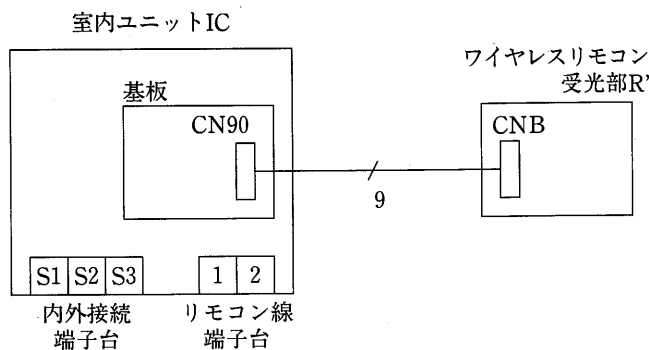 室内ユニットIC
ワイヤレスリモコン
受光部R’
基板
CN90
CNB
9
S1 S2 S3
1 2
内外接続
端子台
リモコン線
端子台